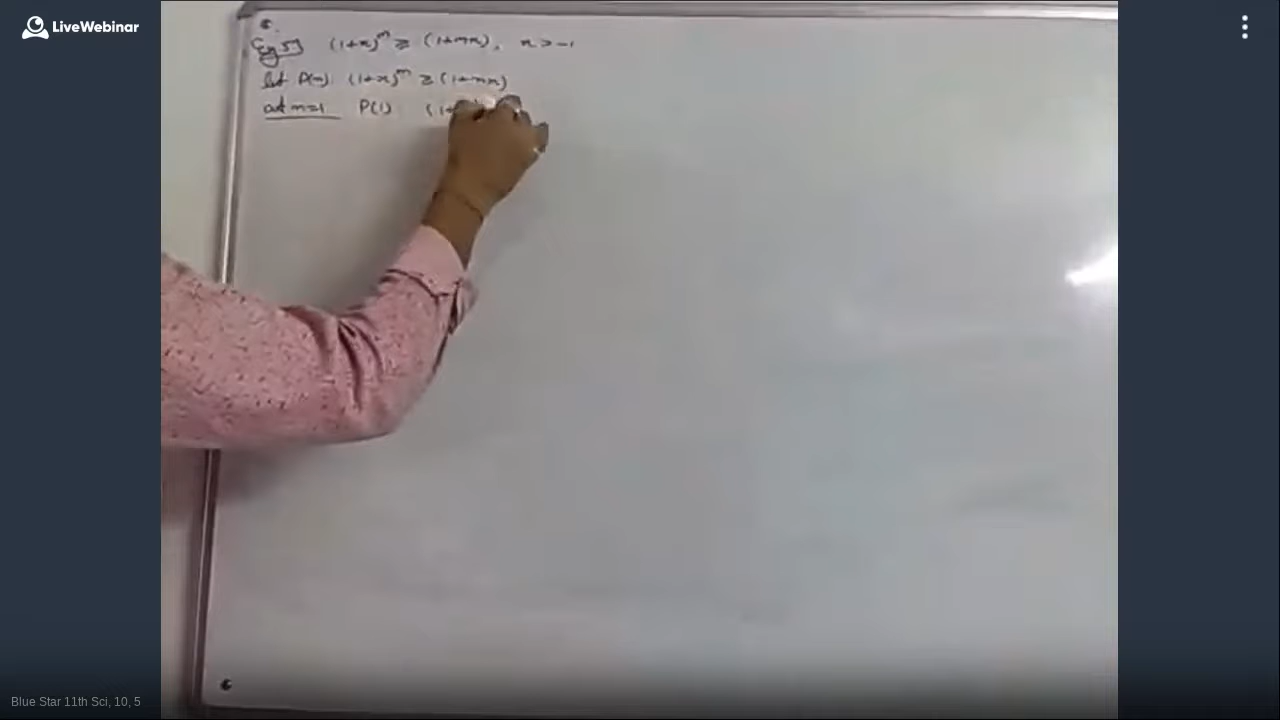 LiveWebinar
Eg 5) (1+x)^n ≥ (1+nx), x > -1
let P(n): (1+x)^n ≥ (1+nx)
at n=1 P(1) (1+
Blue Star 11th Sci, 10, 5